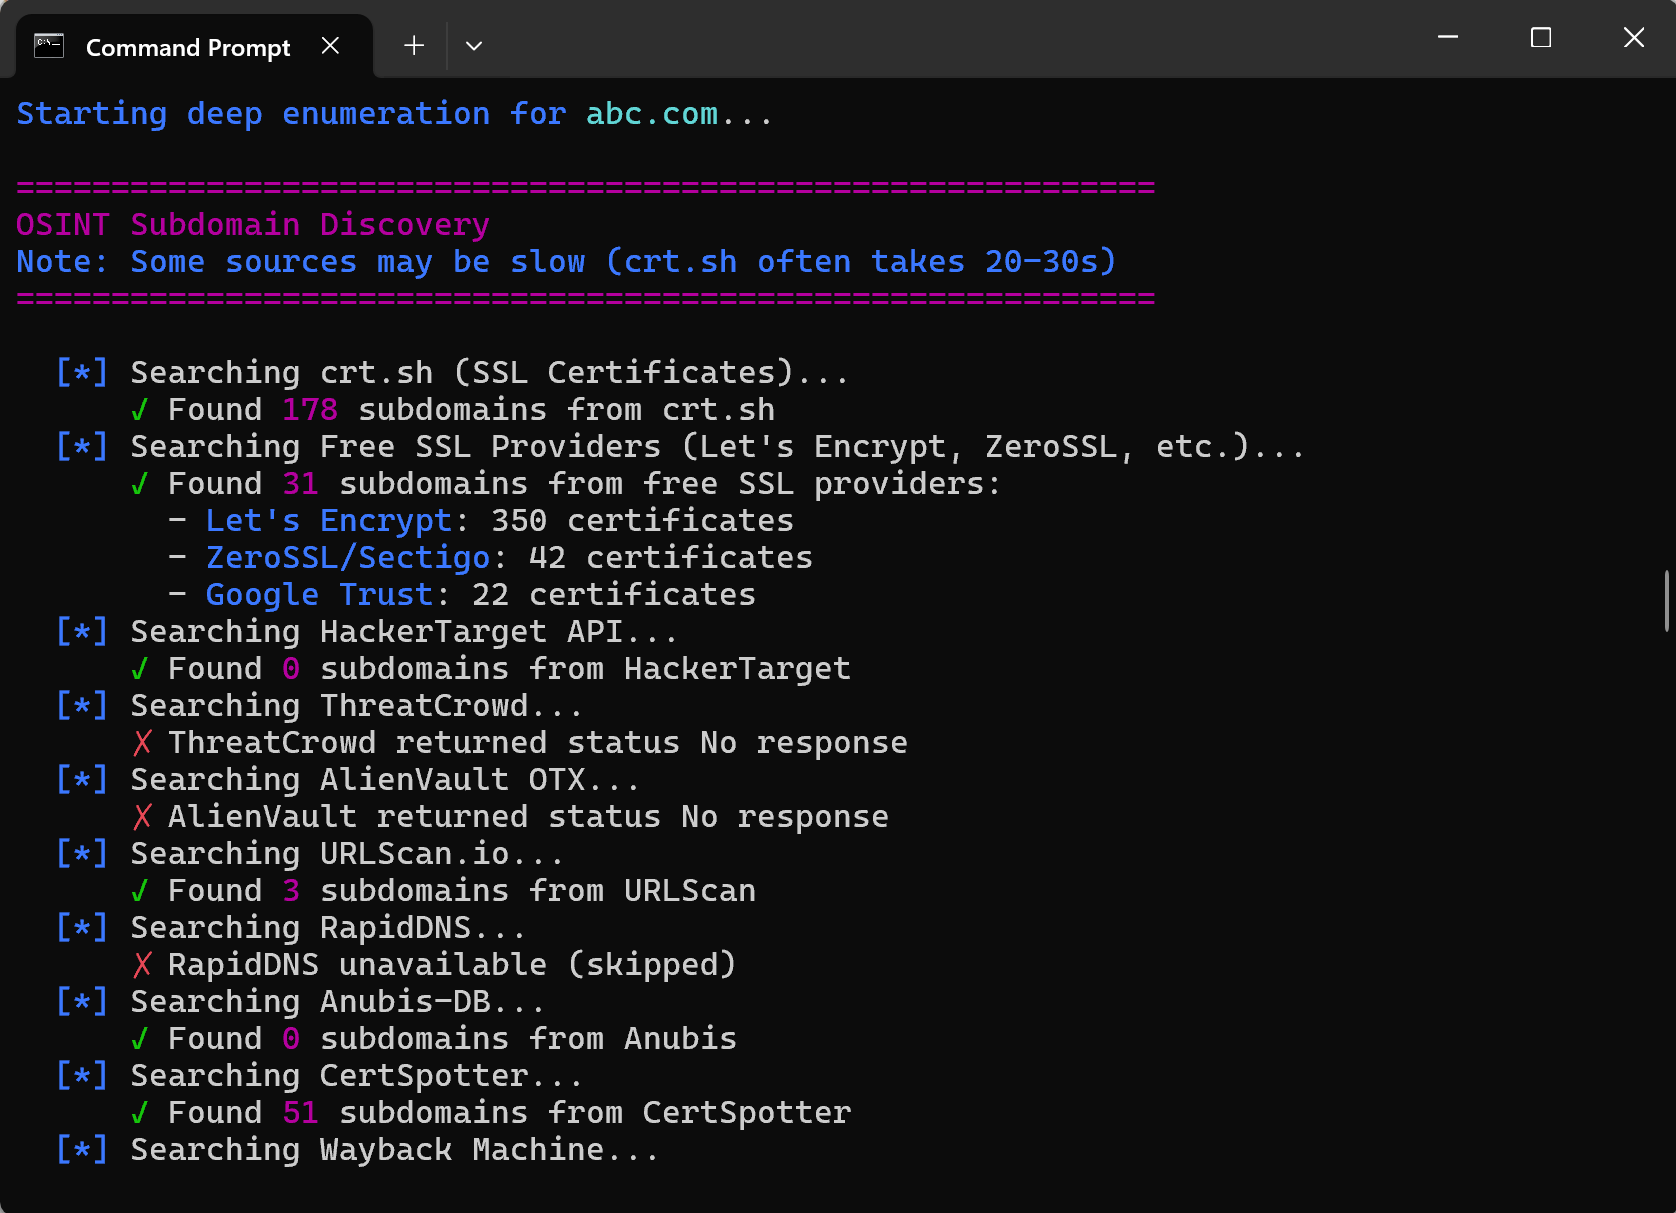 Command Prompt
Starting deep enumeration for abc.com...
============================================================
OSINT Subdomain Discovery
Note: Some sources may be slow (crt.sh often takes 20-30s)
============================================================
[*] Searching crt.sh (SSL Certificates)...
✓ Found 178 subdomains from crt.sh
[*] Searching Free SSL Providers (Let's Encrypt, ZeroSSL, etc.)...
✓ Found 31 subdomains from free SSL providers:
- Let's Encrypt: 350 certificates
- ZeroSSL/Sectigo: 42 certificates
- Google Trust: 22 certificates
[*] Searching HackerTarget API...
✓ Found 0 subdomains from HackerTarget
[*] Searching ThreatCrowd...
✗ ThreatCrowd returned status No response
[*] Searching AlienVault OTX...
✗ AlienVault returned status No response
[*] Searching URLScan.io...
✓ Found 3 subdomains from URLScan
[*] Searching RapidDNS...
✗ RapidDNS unavailable (skipped)
[*] Searching Anubis-DB...
✓ Found 0 subdomains from Anubis
[*] Searching CertSpotter...
✓ Found 51 subdomains from CertSpotter
[*] Searching Wayback Machine...